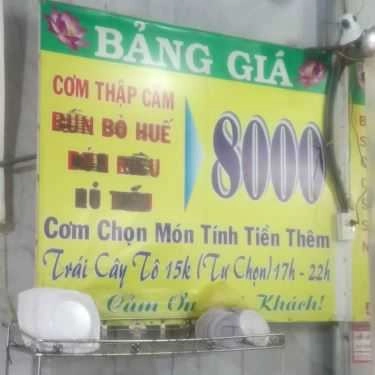 BẢNG GIÁ
CƠM THẬP CẨM
BÚN BÒ HUẾ
8000
Cơm Chọn Món Tính Tiền Thêm
Trái Cây Tô 15k (Tự Chọn) 17h - 22h
Cảm Ơn Khách!